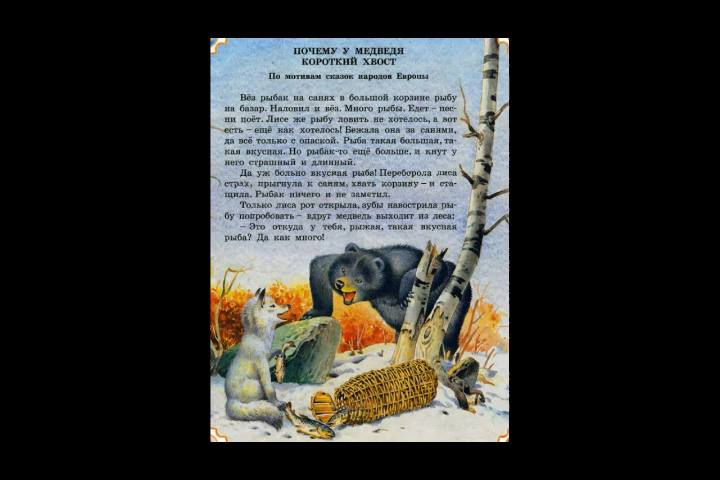 ПОЧЕМУ У МЕДВЕДЯ
КОРОТКИЙ ХВОСТ
По мотивам сказок народов Европы
Вёз рыбак на санях в большой корзине рыбу
на базар. Наловил и вёз. Много рыбы. Едет – пес-
ни поёт. Лисе же рыбу ловить не хотелось, а вот
есть – ещё как хотелось! Бежала она за санями,
да всё только с опаской. Рыба такая большая, та-
кая вкусная. Но рыбак-то ещё больше, и кнут у
него страшный и длинный.
Да уж больно вкусная рыба! Переборола лиса
страх, прыгнула к саням, хвать корзину – и ста-
щила. Рыбак ничего и не заметил.
Только лиса рот открыла, зубы навострила ры-
бу попробовать – вдруг медведь выходит из леса:
– Это откуда у тебя, рыжая, такая вкусная
рыба? Да как много!